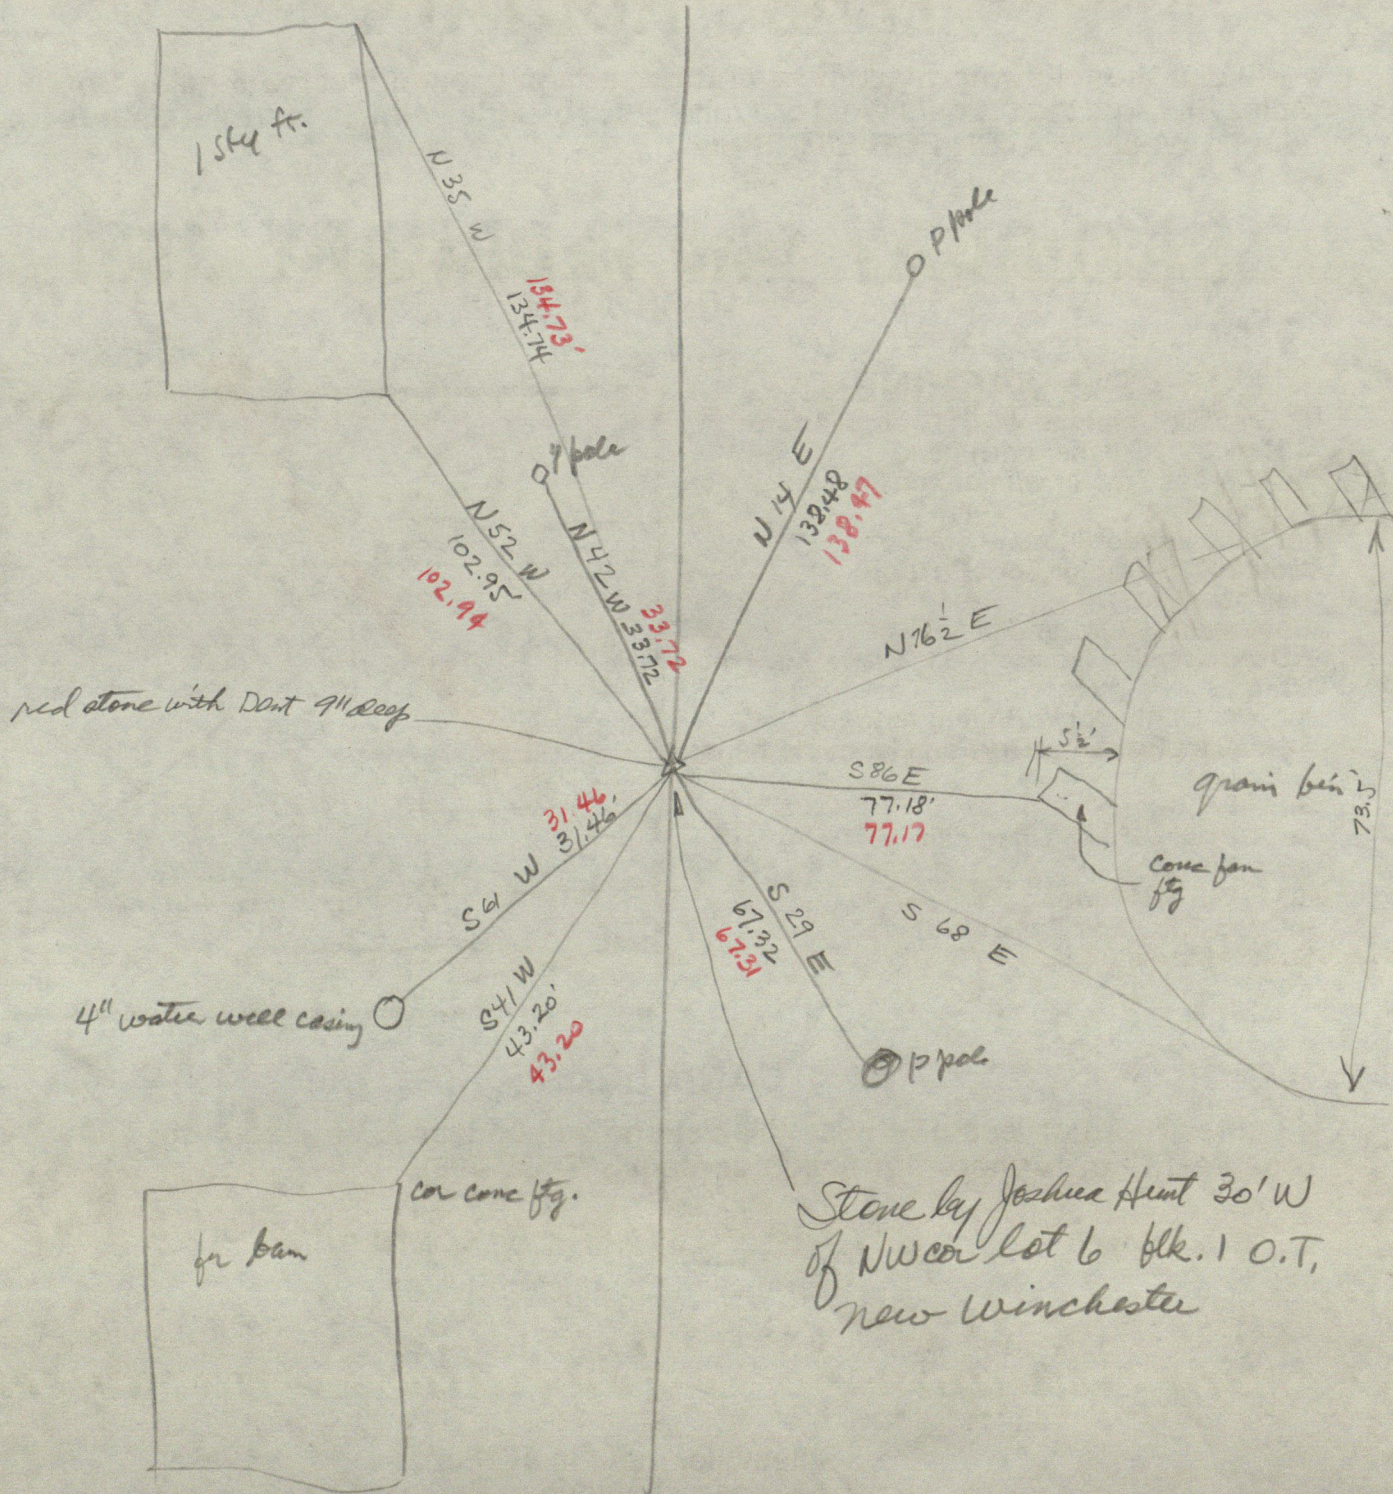 1 Sty fr.
N 35 W
134.73'
134.74
P pole
pole
N 14 E
138.48
138.47
N 52 W
102.95
102.94
N 42 W 33.72
33.72
N 76 1/2 E
red stone with Dent 9" deep
5 1/2'
S 86 E
77.18'
77.17
grain bin
73.5
conc fan
ftg
31.46
31.46'
S 61 W
S 29 E
67.32
67.31
S 68 E
4" water well casing
S 41 W
43.20'
43.20
P pole
cor conc ftg.
fr barn
Stone by Joshua Hunt 30' W
of NW cor lot 6 blk. 1 O.T.
new Winchester